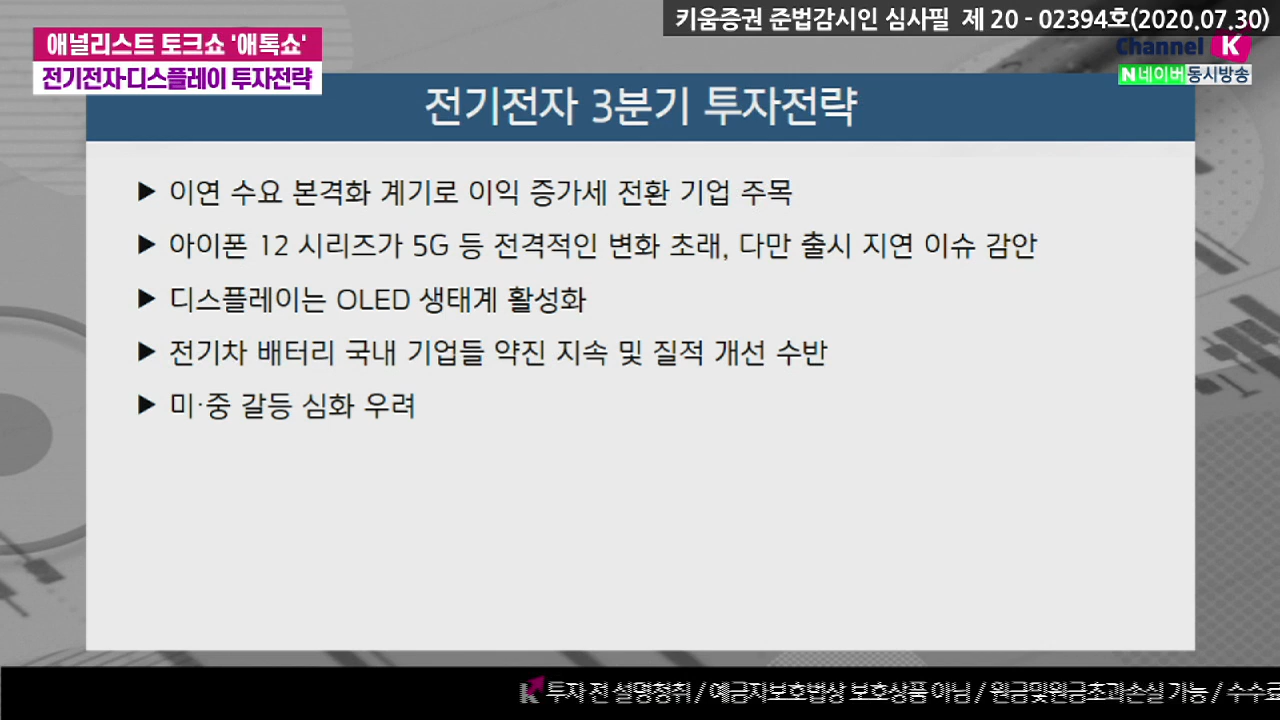 키움증권 준법감시인 심사필 제 20 - 02394호(2020.07.30)
애널리스트 토크쇼 '애톡쇼'
전기전자·디스플레이 투자전략
Channel K
N 네이버 동시방송
전기전자 3분기 투자전략
▶ 이연 수요 본격화 계기로 이익 증가세 전환 기업 주목
▶ 아이폰 12 시리즈가 5G 등 전격적인 변화 초래, 다만 출시 지연 이슈 감안
▶ 디스플레이는 OLED 생태계 활성화
▶ 전기차 배터리 국내 기업들 약진 지속 및 질적 개선 수반
▶ 미·중 갈등 심화 우려
K 투자 전 설명청취 / 예금자보호법상 보호상품 아님 / 원금및원금초과손실 가능 / 수수료